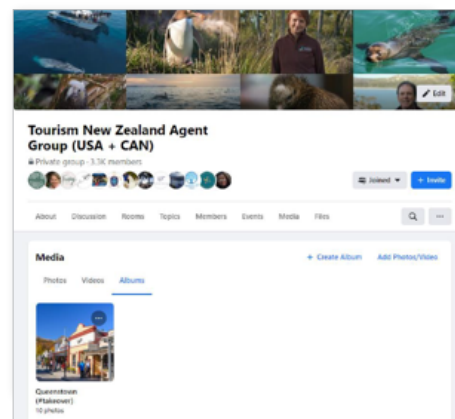 Edit
Tourism New Zealand Agent
Group (USA + CAN)
Private group · 3.3K members
Joined
+ Invite
About Discussion Rooms Topics Members Events Media Files
Media
+ Create Album Add Photos/Video
Photos Videos Albums
Queenstown
(#takeover)
10 photos